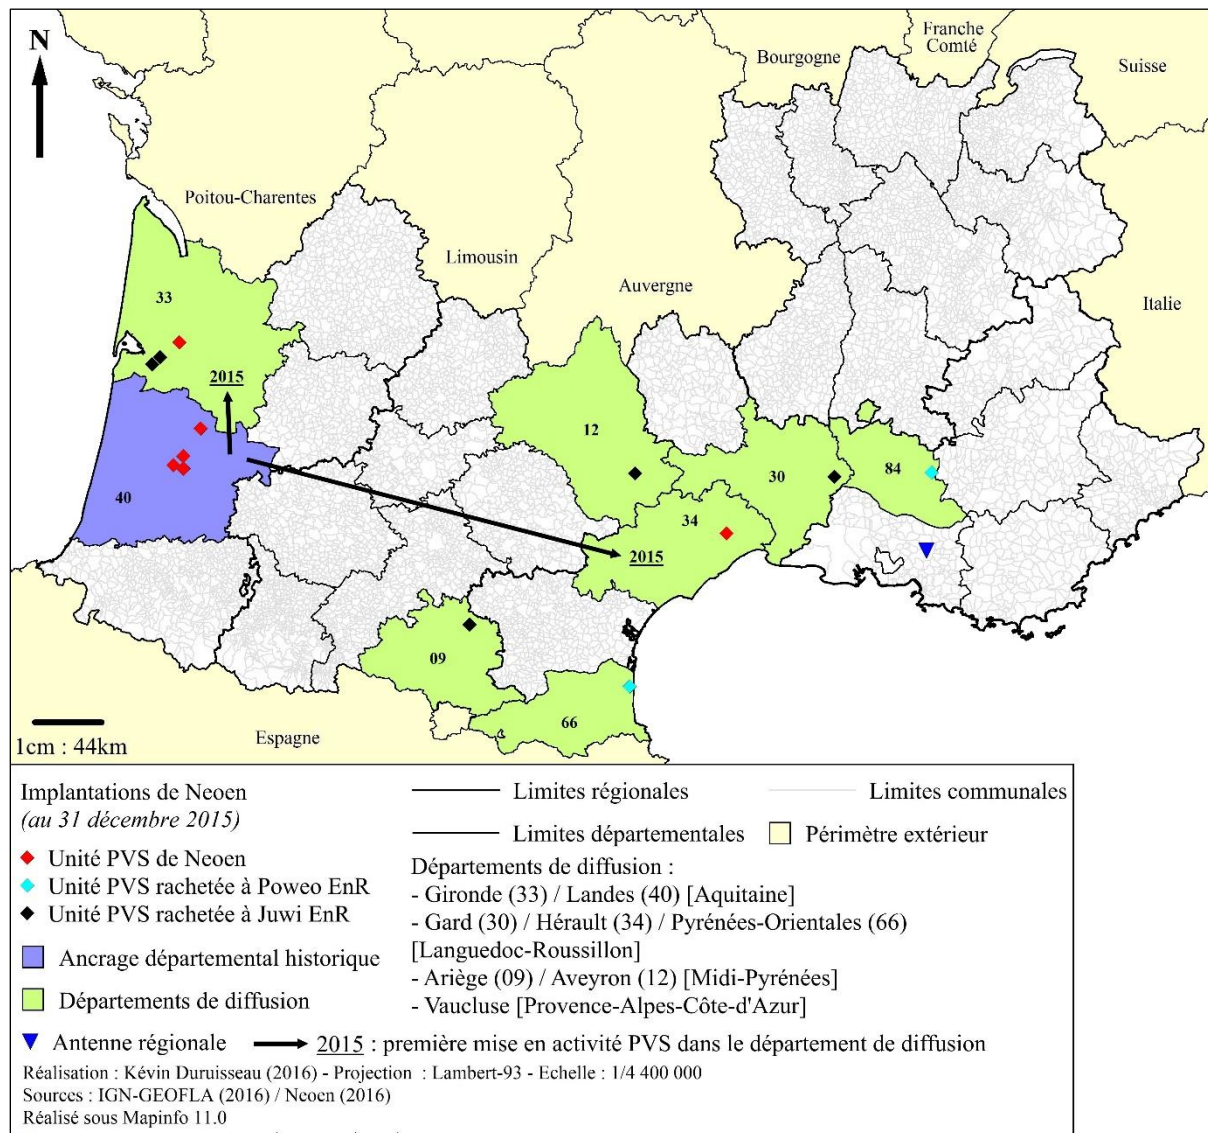 N
Bourgogne
Franche
Comté
Suisse
Poitou-Charentes
Limousin
Auvergne
Italie
33
2015
12
30
84
40
34
2015
09
66
Espagne
1cm : 44km
Implantations de Neoen
(au 31 décembre 2015)
Unité PVS de Neoen
Unité PVS rachetée à Poweo EnR
Unité PVS rachetée à Juwi EnR
Ancrage départemental historique
Départements de diffusion
Limites régionales
Limites communales
Limites départementales
Périmètre extérieur
Départements de diffusion :
- Gironde (33) / Landes (40) [Aquitaine]
- Gard (30) / Hérault (34) / Pyrénées-Orientales (66)
[Languedoc-Roussillon]
- Ariège (09) / Aveyron (12) [Midi-Pyrénées]
- Vaucluse [Provence-Alpes-Côte-d'Azur]
Antenne régionale
2015 : première mise en activité PVS dans le département de diffusion
Réalisation : Kévin Duruisseau (2016) - Projection : Lambert-93 - Echelle : 1/4 400 000
Sources : IGN-GEOFLA (2016) / Neoen (2016)
Réalisé sous Mapinfo 11.0